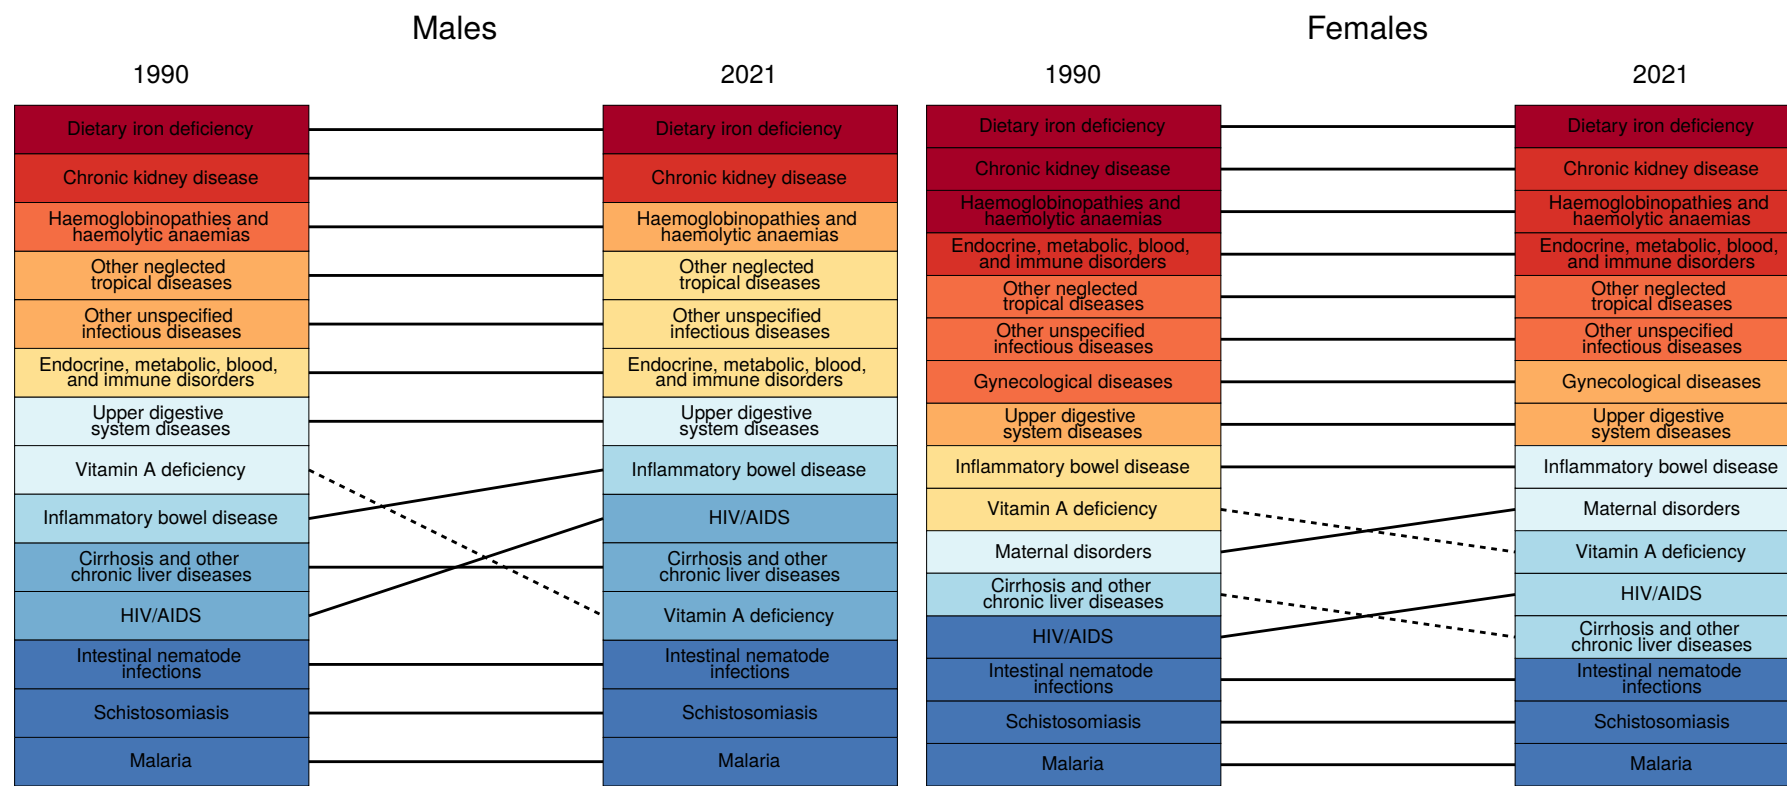 Males
1990
2021
Dietary iron deficiency
Chronic kidney disease
Haemoglobinopathies and
haemolytic anaemias
Other neglected
tropical diseases
Other unspecified
infectious diseases
Endocrine, metabolic, blood,
and immune disorders
Upper digestive
system diseases
Vitamin A deficiency
Inflammatory bowel disease
Cirrhosis and other
chronic liver diseases
HIV/AIDS
Intestinal nematode
infections
Schistosomiasis
Malaria
Dietary iron deficiency
Chronic kidney disease
Haemoglobinopathies and
haemolytic anaemias
Other neglected
tropical diseases
Other unspecified
infectious diseases
Endocrine, metabolic, blood,
and immune disorders
Upper digestive
system diseases
Inflammatory bowel disease
HIV/AIDS
Cirrhosis and other
chronic liver diseases
Vitamin A deficiency
Intestinal nematode
infections
Schistosomiasis
Malaria
Females
1990
2021
Dietary iron deficiency
Chronic kidney disease
Haemoglobinopathies and
haemolytic anaemias
Endocrine, metabolic, blood,
and immune disorders
Other neglected
tropical diseases
Other unspecified
infectious diseases
Gynecological diseases
Upper digestive
system diseases
Inflammatory bowel disease
Vitamin A deficiency
Maternal disorders
Cirrhosis and other
chronic liver diseases
HIV/AIDS
Intestinal nematode
infections
Schistosomiasis
Malaria
Dietary iron deficiency
Chronic kidney disease
Haemoglobinopathies and
haemolytic anaemias
Endocrine, metabolic, blood,
and immune disorders
Other neglected
tropical diseases
Other unspecified
infectious diseases
Gynecological diseases
Upper digestive
system diseases
Inflammatory bowel disease
Maternal disorders
Vitamin A deficiency
HIV/AIDS
Cirrhosis and other
chronic liver diseases
Intestinal nematode
infections
Schistosomiasis
Malaria